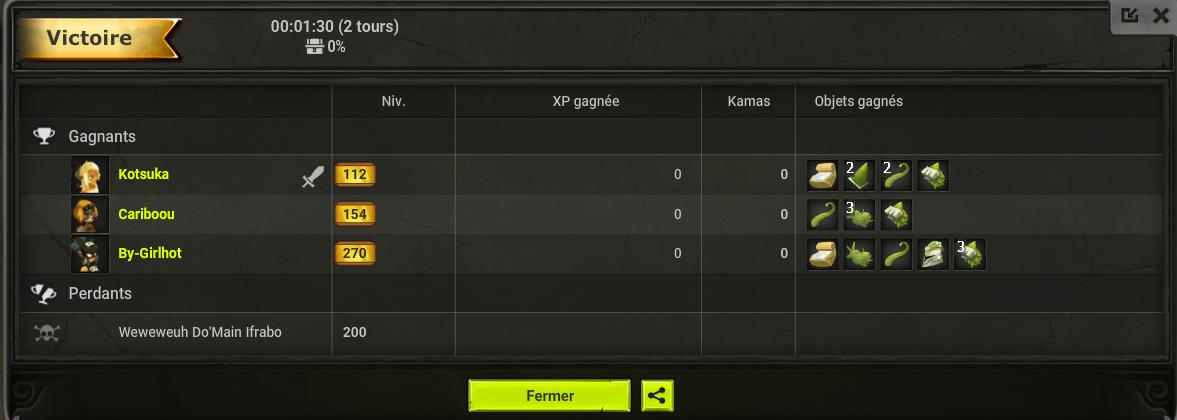 Victoire
00:01:30 (2 tours)
0%
Niv. XP gagnée Kamas Objets gagnés
Gagnants
Kotsuka 112 0 0 2 2
Cariboou 154 0 0 3
By-Girlhot 270 0 0 3
Perdants
Weweweuh Do'Main Ifrabo 200
Fermer